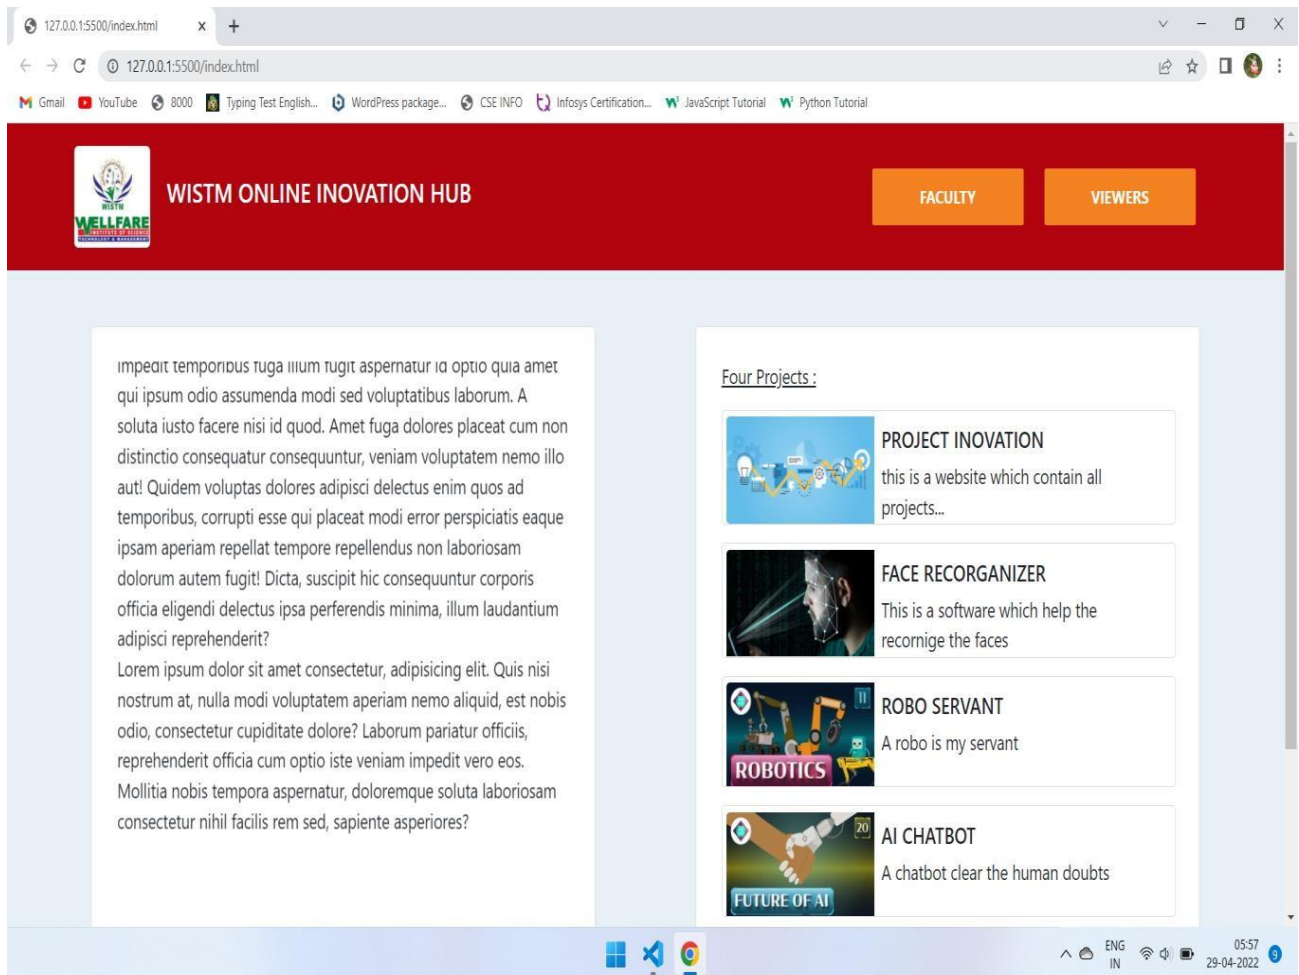 127.0.0.1:5500/index.html
127.0.0.1:5500/index.html
Gmail YouTube 8000 Typing Test English... WordPress package... CSE INFO Infosys Certification... JavaScript Tutorial Python Tutorial
WISTM
WELLFARE
INSTITUTE OF SCIENCE
TECHNOLOGY & MANAGEMENT
WISTM ONLINE INOVATION HUB
FACULTY
VIEWERS
impedit temporibus fuga illum fugit aspernatur id optio quia amet
qui ipsum odio assumenda modi sed voluptatibus laborum. A
soluta iusto facere nisi id quod. Amet fuga dolores placeat cum non
distinctio consequatur consequuntur, veniam voluptatem nemo illo
aut! Quidem voluptas dolores adipisci delectus enim quos ad
temporibus, corrupti esse qui placeat modi error perspiciatis eaque
ipsam aperiam repellat tempore repellendus non laboriosam
dolorum autem fugit! Dicta, suscipit hic consequuntur corporis
officia eligendi delectus ipsa perferendis minima, illum laudantium
adipisci reprehenderit?
Lorem ipsum dolor sit amet consectetur, adipisicing elit. Quis nisi
nostrum at, nulla modi voluptatem aperiam nemo aliquid, est nobis
odio, consectetur cupiditate dolore? Laborum pariatur officiis,
reprehenderit officia cum optio iste veniam impedit vero eos.
Mollitia nobis tempora aspernatur, doloremque soluta laboriosam
consectetur nihil facilis rem sed, sapiente asperiores?
Four Projects :
PROJECT INOVATION
this is a website which contain all
projects...
FACE RECORGANIZER
This is a software which help the
recornige the faces
11
ROBOTICS
ROBO SERVANT
A robo is my servant
20
FUTURE OF AI
AI CHATBOT
A chatbot clear the human doubts
ENG
IN
05:57
29-04-2022
9